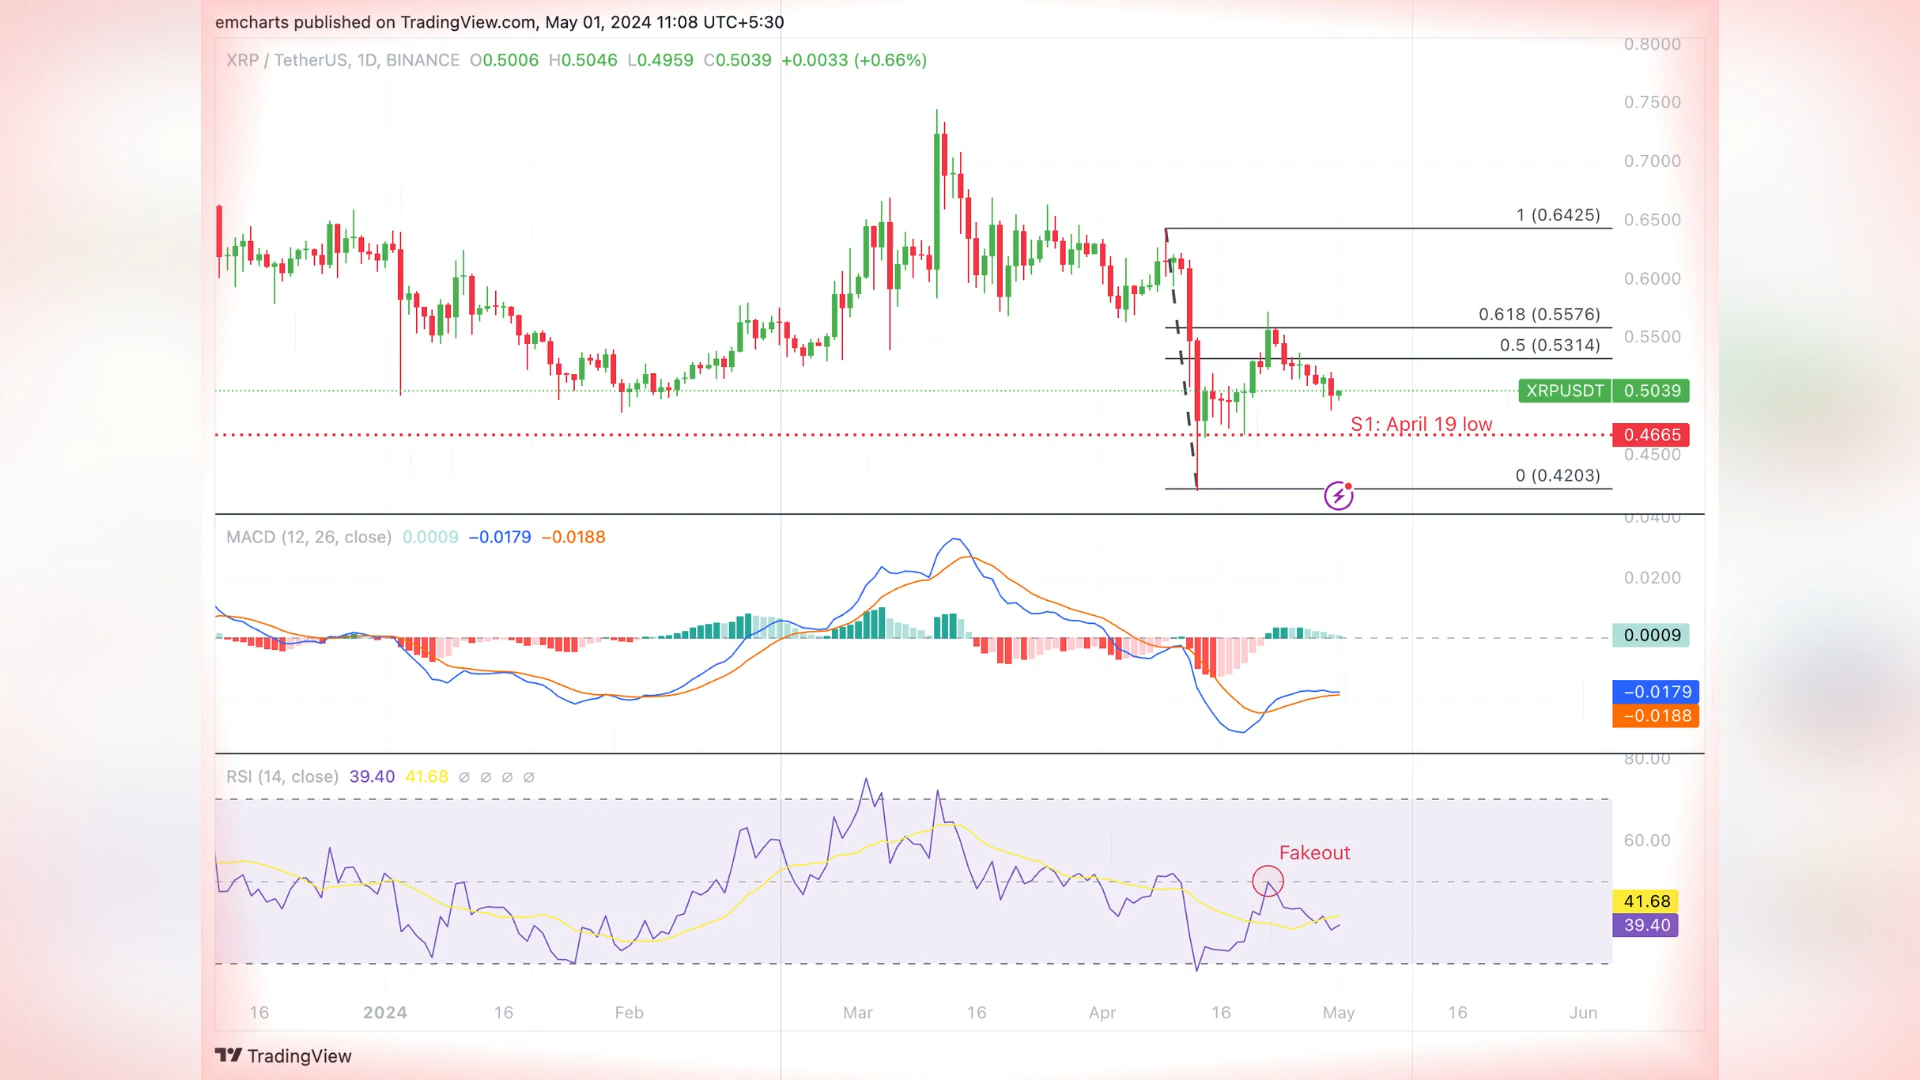 emcharts published on TradingView.com, May 01, 2024 11:08 UTC+5:30
XRP / TetherUS, 1D, BINANCE O0.5006 H0.5046 L0.4959 C0.5039 +0.0033 (+0.66%)
0.8000
0.7500
0.7000
1 (0.6425)
0.6500
0.6000
0.618 (0.5576)
0.5500
0.5 (0.5314)
XRPUSDT 0.5039
S1: April 19 low
0.4665
0.4500
0 (0.4203)
0.0400
MACD (12, 26, close) 0.0009 −0.0179 −0.0188
0.0200
0.0009
−0.0179
−0.0188
80.00
RSI (14, close) 39.40 41.68 ∅ ∅ ∅ ∅
60.00
Fakeout
41.68
39.40
16 2024 16 Feb Mar 16 Apr 16 May 16 Jun
TradingView